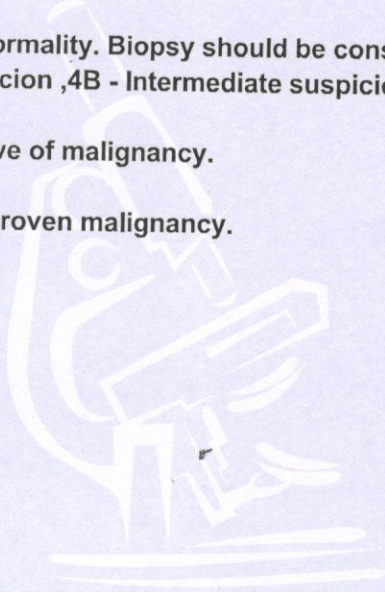 ormality. Biopsy should be cons
cion ,4B - Intermediate suspici
ve of malignancy.
roven malignancy.